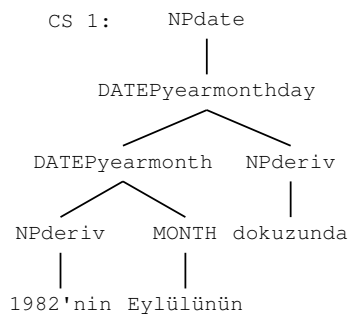 CS 1: NPdate
DATEPyearmonthday
DATEPyearmonth NPderiv
NPderiv MONTH dokuzunda
1982'nin Eylülünün